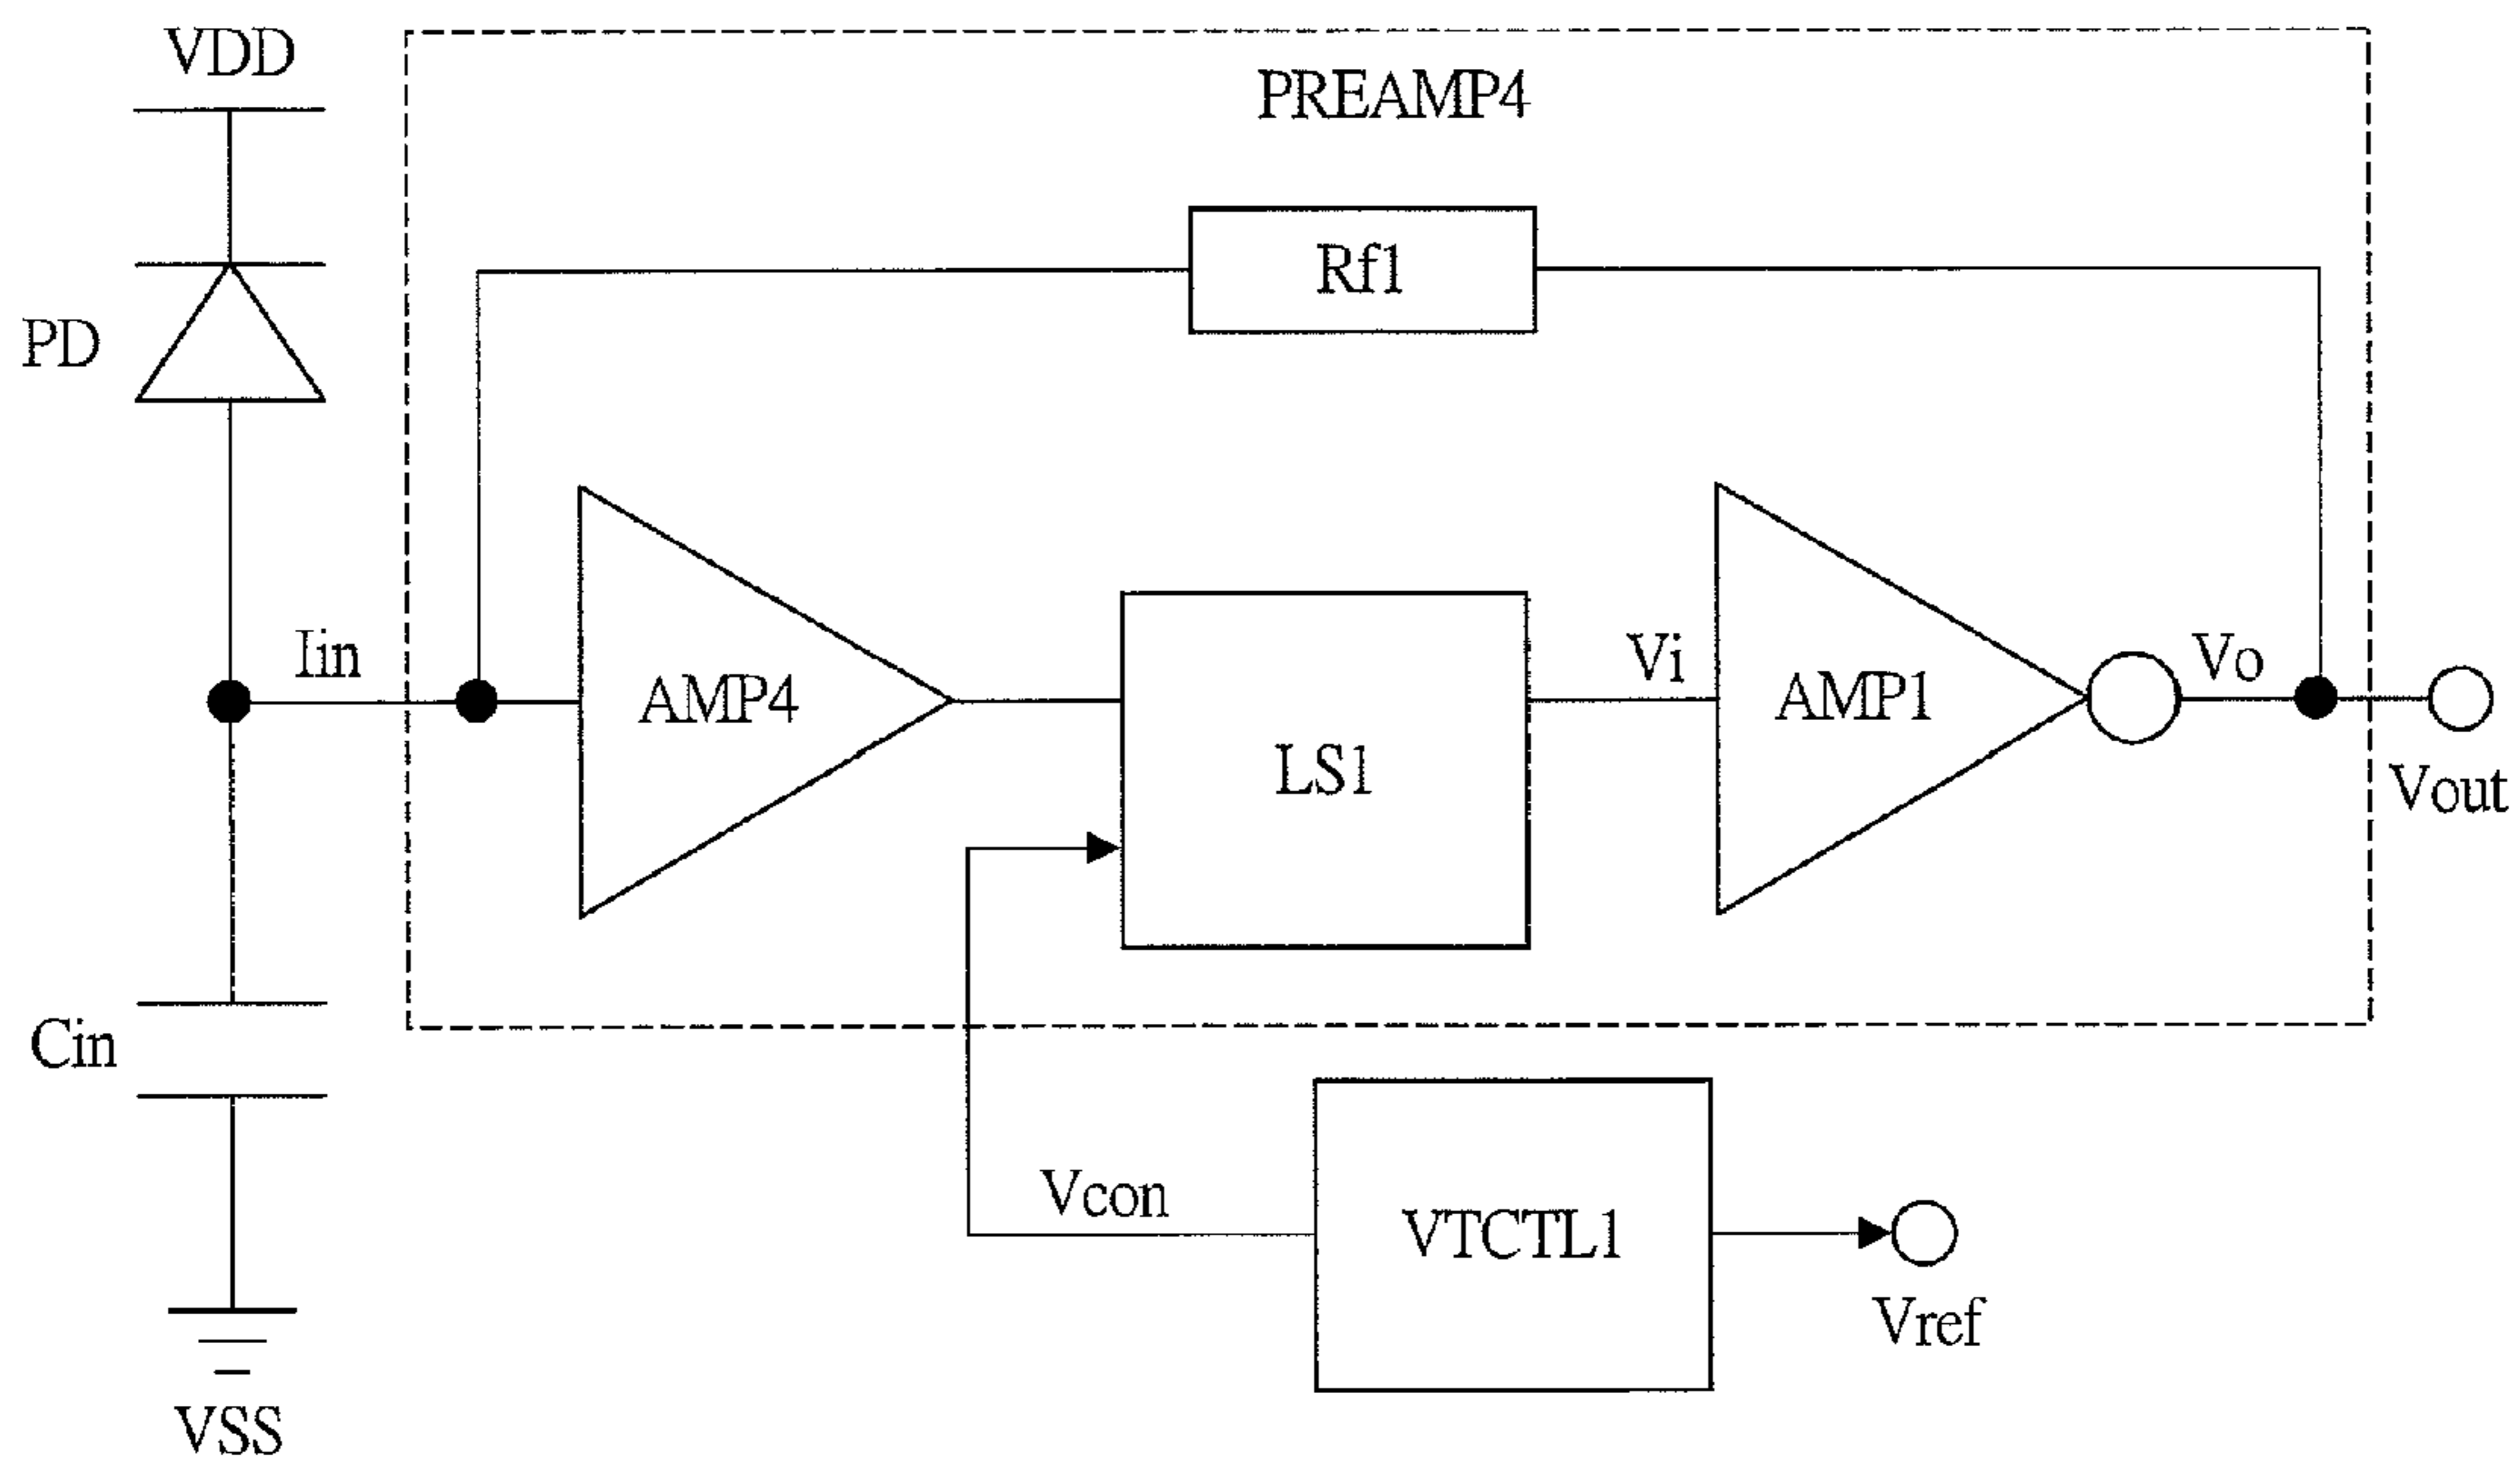 VDD
PREAMP4
Rf1
PD
Iin
AMP4
LS1
Vi
AMP1
Vo
Vout
Cin
Vcon
VTCTL1
Vref
VSS